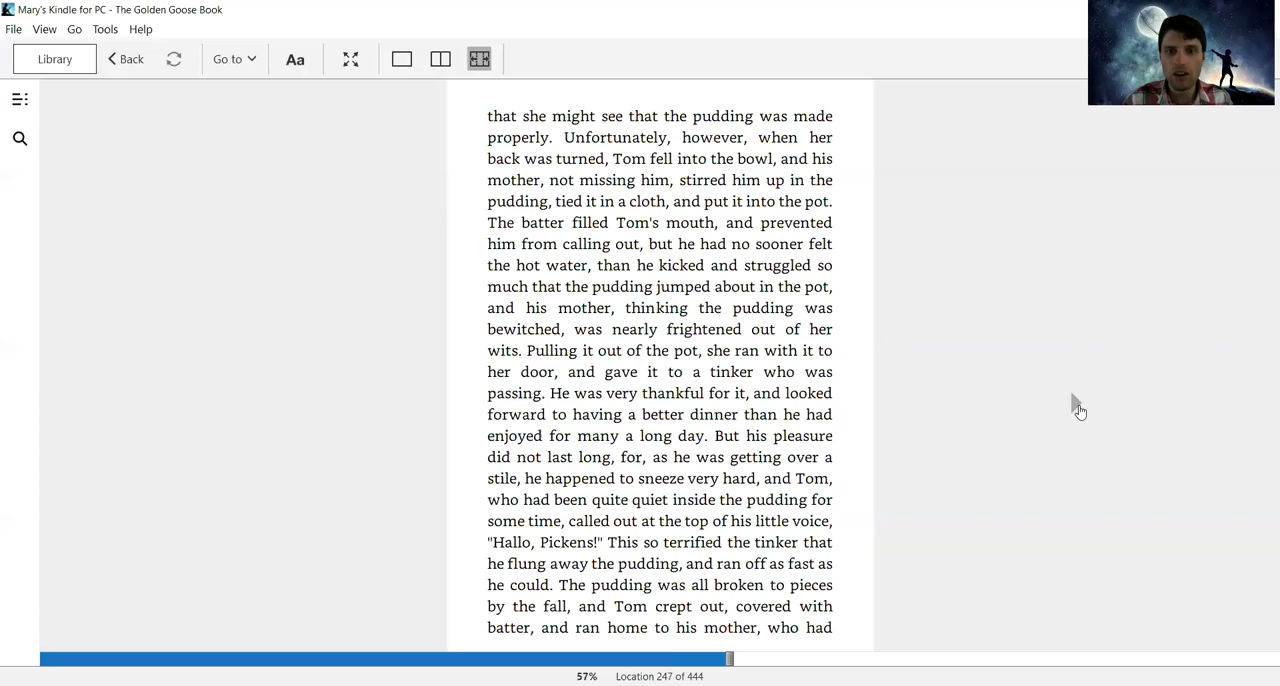 Mary's Kindle for PC - The Golden Goose Book
File View Go Tools Help
Library Back Go to Aa
that she might see that the pudding was made
properly. Unfortunately, however, when her
back was turned, Tom fell into the bowl, and his
mother, not missing him, stirred him up in the
pudding, tied it in a cloth, and put it into the pot.
The batter filled Tom's mouth, and prevented
him from calling out, but he had no sooner felt
the hot water, than he kicked and struggled so
much that the pudding jumped about in the pot,
and his mother, thinking the pudding was
bewitched, was nearly frightened out of her
wits. Pulling it out of the pot, she ran with it to
her door, and gave it to a tinker who was
passing. He was very thankful for it, and looked
forward to having a better dinner than he had
enjoyed for many a long day. But his pleasure
did not last long, for, as he was getting over a
stile, he happened to sneeze very hard, and Tom,
who had been quite quiet inside the pudding for
some time, called out at the top of his little voice,
"Hallo, Pickens!" This so terrified the tinker that
he flung away the pudding, and ran off as fast as
he could. The pudding was all broken to pieces
by the fall, and Tom crept out, covered with
batter, and ran home to his mother, who had
57% Location 247 of 444